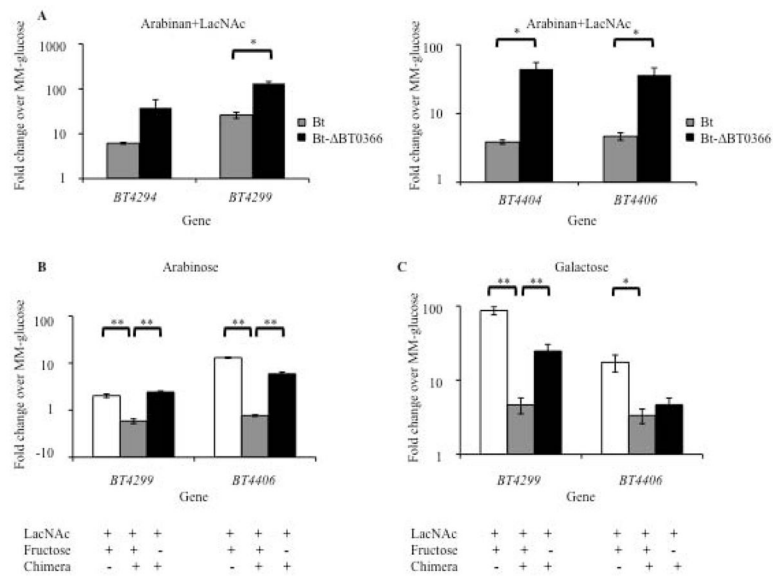 A
Arabinan+LacNAc
Fold change over MM-glucose
1000
100
10
1
*
BT4294 BT4299
Gene
Bt
Bt-ΔBT0366
Arabinan+LacNAc
Fold change over MM-glucose
100
10
1
* *
BT4404 BT4406
Gene
Bt
Bt-ΔBT0366
B
Arabinose
Fold change over MM-glucose
100
10
1
-10
** ** ** **
BT4299 BT4406
Gene
LacNAc + + + + + +
Fructose + + - + + -
Chimera - + + - + +
C
Galactose
Fold change over MM-glucose
100
10
1
** ** *
BT4299 BT4406
Gene
LacNAc + + + + + +
Fructose + + - + + -
Chimera - + + - + +